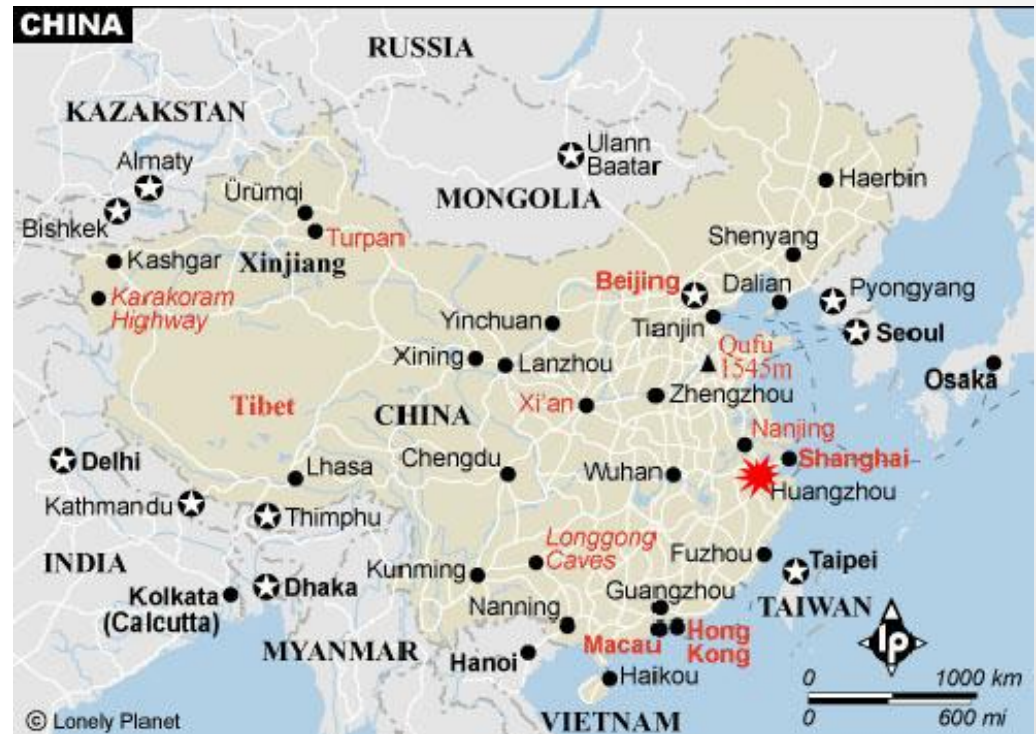 CHINA
RUSSIA
KAZAKSTAN
Almaty
Ulann
Baatar
Haerbin
Ürümqi
MONGOLIA
Bishkek
Turpan
Shenyang
Kashgar
Xinjiang
Beijing
Dalian
Pyongyang
Karakoram
Highway
Yinchuan
Tianjin
Seoul
Qufu
1545m
Xining
Lanzhou
Osaka
Zhengzhou
Tibet
Xi'an
CHINA
Nanjing
Delhi
Lhasa
Chengdu
Wuhan
Shanghai
Huangzhou
Kathmandu
Thimphu
Longgong
Caves
Fuzhou
INDIA
Taipei
Kunming
Dhaka
Kolkata
(Calcutta)
Guangzhou
TAIWAN
Nanning
Macau
Hong
Kong
MYANMAR
Hanoi
lp
Haikou
0 1000 km
0 600 mi
© Lonely Planet
VIETNAM